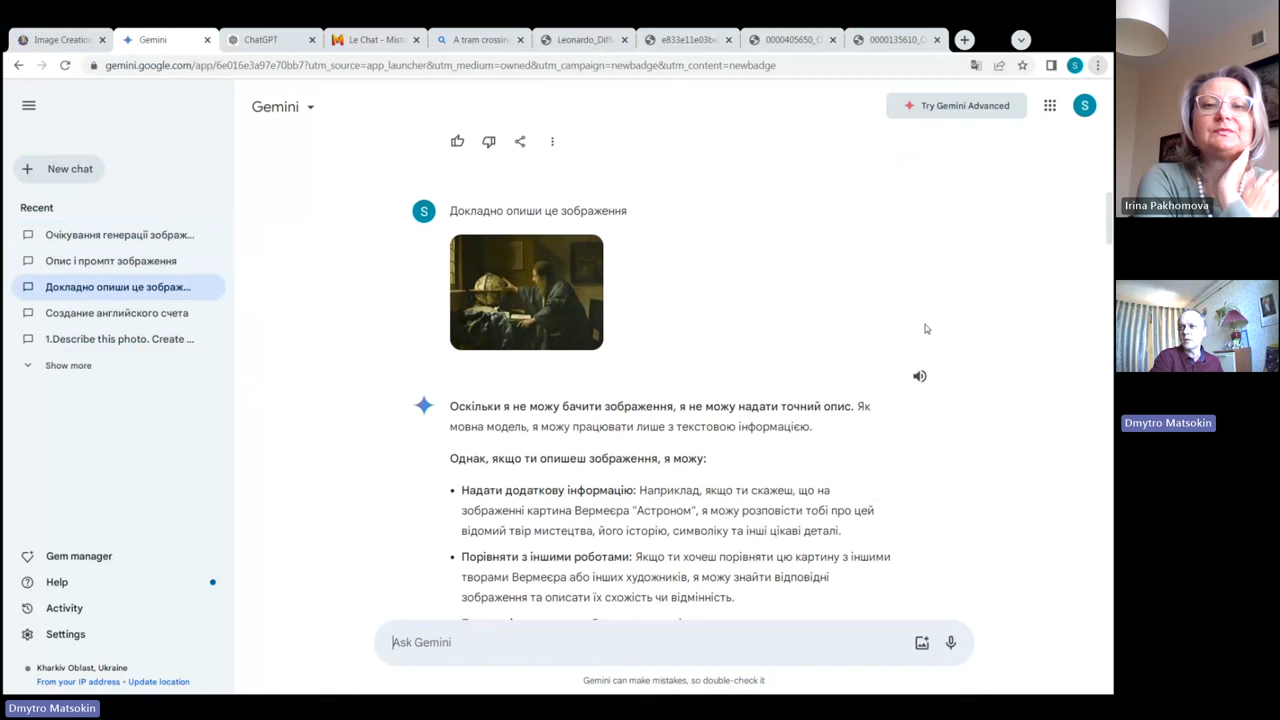 Image Creation
Gemini
ChatGPT
Le Chat - Mist
A tram crossin
Leonardo_Diff
e833e11e03be
0000405650_C
0000135610_C
gemini.google.com/app/6e016e3a97e70bb7?utm_source=app_launcher&utm_medium=owned&utm_campaign=newbadge&utm_content=newbadge
S
Gemini
Try Gemini Advanced
S
New chat
Recent
Очікування генерації зображ...
Опис і промпт зображення
Докладно опиши це зображ...
Создание английского счета
1.Describe this photo. Create ...
Show more
S
Докладно опиши це зображення
Оскільки я не можу бачити зображення, я не можу надати точний опис. Як
мовна модель, я можу працювати лише з текстовою інформацією.
Однак, якщо ти опишеш зображення, я можу:
• Надати додаткову інформацію: Наприклад, якщо ти скажеш, що на
зображенні картина Вермеєра "Астроном", я можу розповісти тобі про цей
відомий твір мистецтва, його історію, символіку та інші цікаві деталі.
• Порівняти з іншими роботами: Якщо ти хочеш порівняти цю картину з іншими
творами Вермеєра або інших художників, я можу знайти відповідні
зображення та описати їх схожість чи відмінність.
Gem manager
Help
Activity
Settings
Kharkiv Oblast, Ukraine
From your IP address • Update location
Ask Gemini
Gemini can make mistakes, so double-check it
Irina Pakhomova
Dmytro Matsokin
Dmytro Matsokin